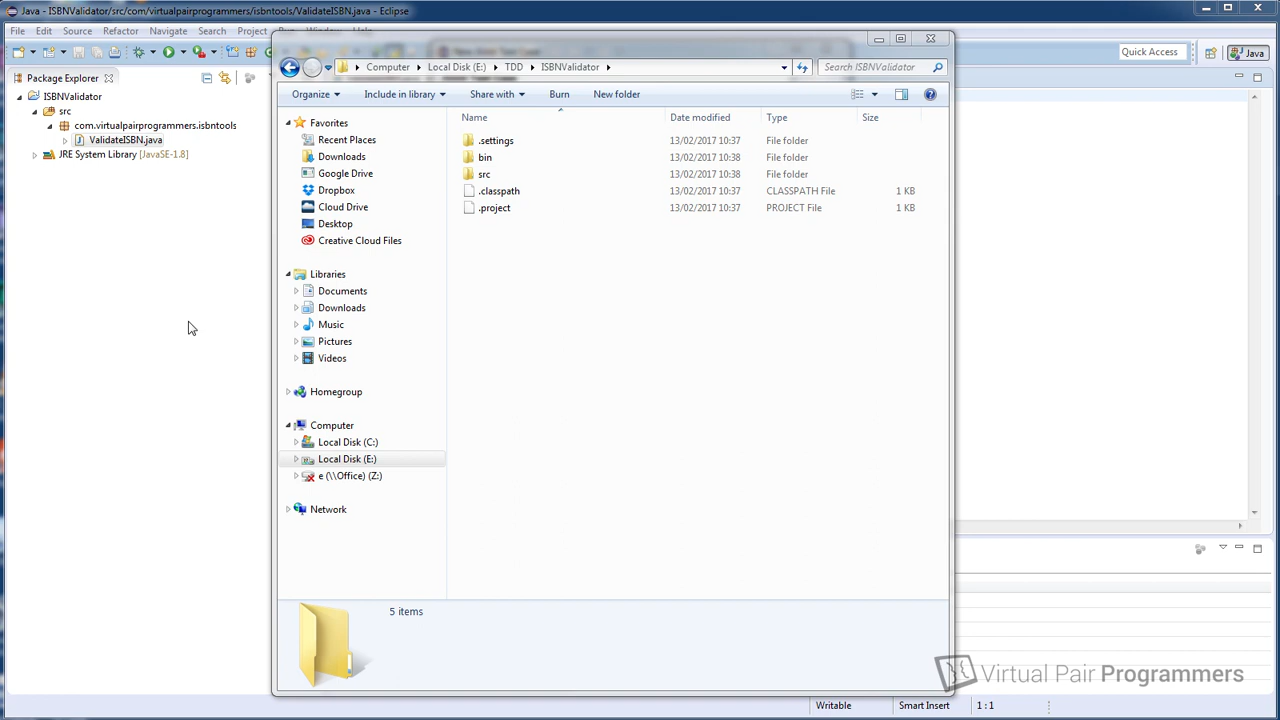 Java - ISBNValidator/src/com/virtualpairprogrammers/isbntools/ValidateISBN.java - Eclipse
File Edit Source Refactor Navigate Search Project Run Window Help
Quick Access
Java
Package Explorer
ISBNValidator
src
com.virtualpairprogrammers.isbntools
ValidateISBN.java
JRE System Library [JavaSE-1.8]
Computer Local Disk (E:) TDD ISBNValidator
Search ISBNValidator
Organize Include in library Share with Burn New folder
Favorites
Recent Places
Downloads
Google Drive
Dropbox
Cloud Drive
Desktop
Creative Cloud Files
Libraries
Documents
Downloads
Music
Pictures
Videos
Homegroup
Computer
Local Disk (C:)
Local Disk (E:)
e (\\Office) (Z:)
Network
Name Date modified Type Size
.settings 13/02/2017 10:37 File folder
bin 13/02/2017 10:38 File folder
src 13/02/2017 10:38 File folder
.classpath 13/02/2017 10:37 CLASSPATH File 1 KB
.project 13/02/2017 10:37 PROJECT File 1 KB
5 items
Virtual Pair Programmers
Writable Smart Insert 1 : 1